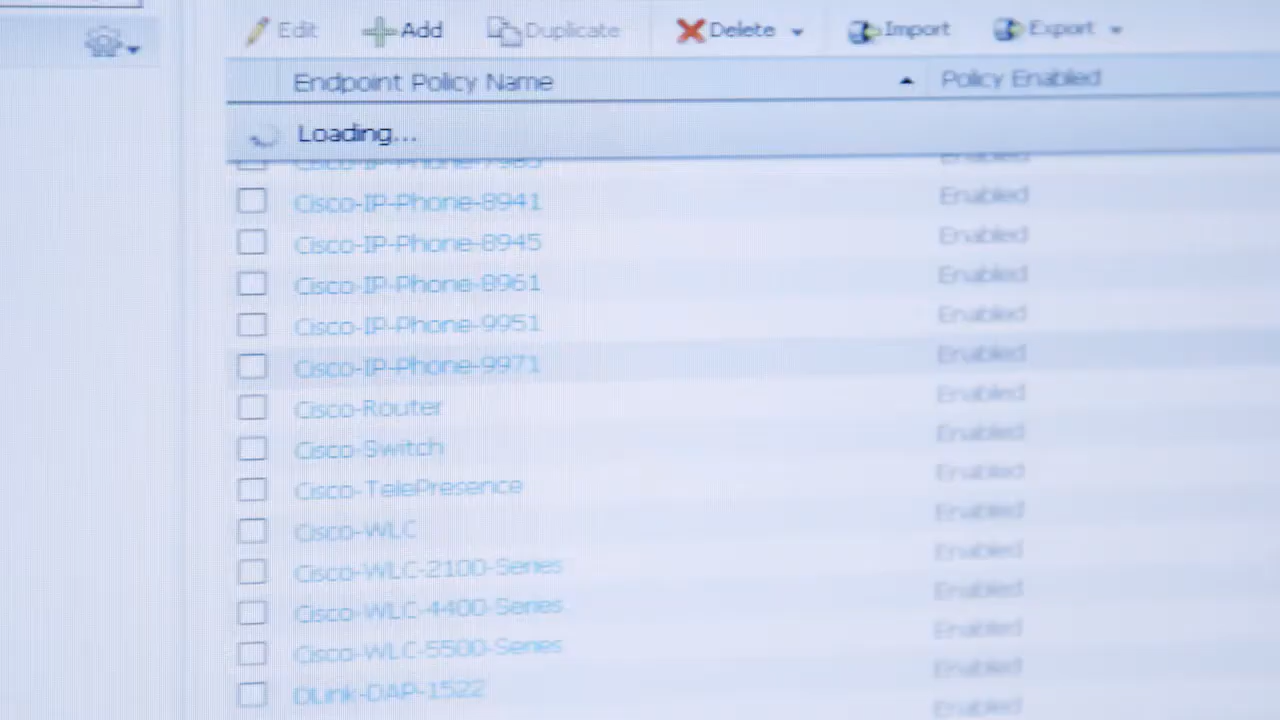 Edit Add Duplicate Delete Import Export
Endpoint Policy Name Policy Enabled
Loading...
Enabled
Cisco-IP-Phone-8941 Enabled
Cisco-IP-Phone-8945 Enabled
Cisco-IP-Phone-8961 Enabled
Cisco-IP-Phone-9951 Enabled
Cisco-IP-Phone-9971 Enabled
Cisco-Router Enabled
Cisco-Switch Enabled
Cisco-TelePresence Enabled
Cisco-WLC Enabled
Cisco-WLC-2100-Series Enabled
Cisco-WLC-4400-Series Enabled
Cisco-WLC-5500-Series Enabled
DLink-DAP-1522 Enabled
Enabled